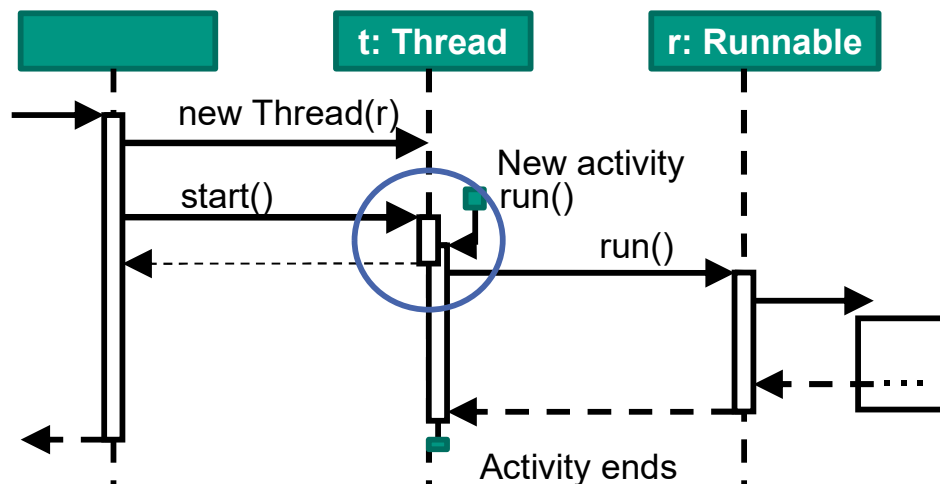 t: Thread
r: Runnable
new Thread(r)
New activity
start()
run()
run()
....
Activity ends